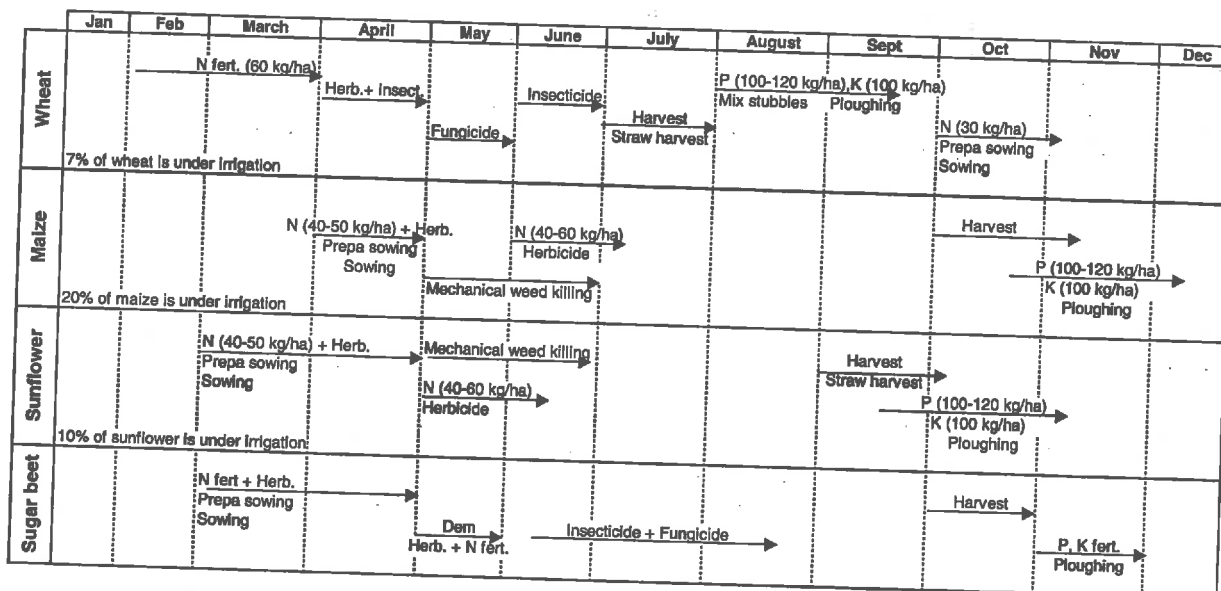 Jan Feb March April May June July August Sept Oct Nov Dec
Wheat
N fert. (60 kg/ha)
Herb.+ insect.
Fungicide
Insecticide
Harvest
Straw harvest
P (100-120 kg/ha),K (100 kg/ha)
Mix stubbles Ploughing
N (30 kg/ha)
Prepa sowing
Sowing
7% of wheat is under irrigation
Maize
N (40-50 kg/ha) + Herb.
Prepa sowing
Sowing
Mechanical weed killing
N (40-60 kg/ha)
Herbicide
Harvest
P (100-120 kg/ha)
K (100 kg/ha)
Ploughing
20% of maize is under irrigation
Sunflower
N (40-50 kg/ha) + Herb.
Prepa sowing
Sowing
Mechanical weed killing
N (40-60 kg/ha)
Herbicide
Harvest
Straw harvest
P (100-120 kg/ha)
K (100 kg/ha)
Ploughing
10% of sunflower is under irrigation
Sugar beet
N fert + Herb.
Prepa sowing
Sowing
Dem
Herb. + N fert.
Insecticide + Fungicide
Harvest
P, K fert.
Ploughing